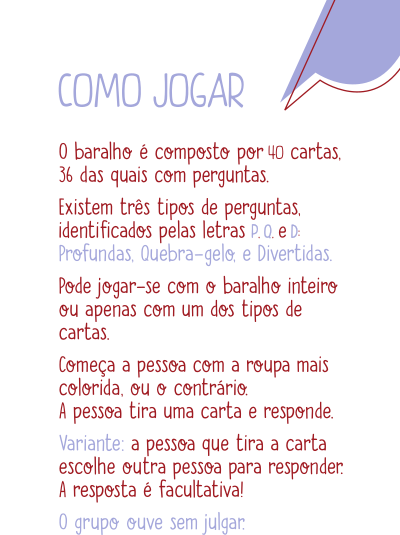 COMO JOGAR
O baralho é composto por 40 cartas,
36 das quais com perguntas.
Existem três tipos de perguntas,
identificados pelas letras P, Q, e D:
Profundas, Quebra-gelo, e Divertidas.
Pode jogar-se com o baralho inteiro
ou apenas com um dos tipos de
cartas.
Começa a pessoa com a roupa mais
colorida, ou o contrário.
A pessoa tira uma carta e responde.
Variante: a pessoa que tira a carta
escolhe outra pessoa para responder.
A resposta é facultativa!
O grupo ouve sem julgar.